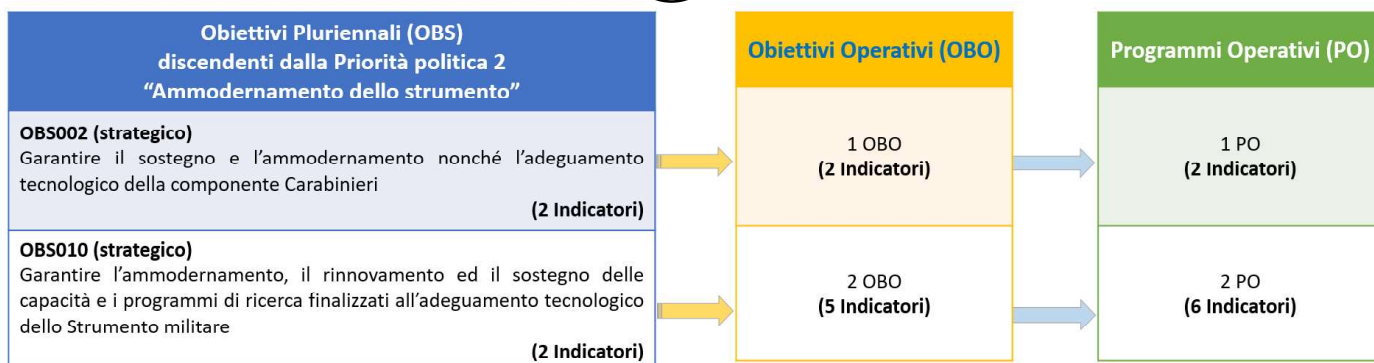 Obiettivi Pluriennali (OBS)
discendenti dalla Priorità politica 2
“Ammodernamento dello strumento”
Obiettivi Operativi (OBO)
Programmi Operativi (PO)
OBS002 (strategico)
Garantire il sostegno e l’ammodernamento nonché l’adeguamento
tecnologico della componente Carabinieri
(2 Indicatori)
1 OBO
(2 Indicatori)
1 PO
(2 Indicatori)
OBS010 (strategico)
Garantire l’ammodernamento, il rinnovamento ed il sostegno delle
capacità e i programmi di ricerca finalizzati all’adeguamento tecnologico
dello Strumento militare
(2 Indicatori)
2 OBO
(5 Indicatori)
2 PO
(6 Indicatori)